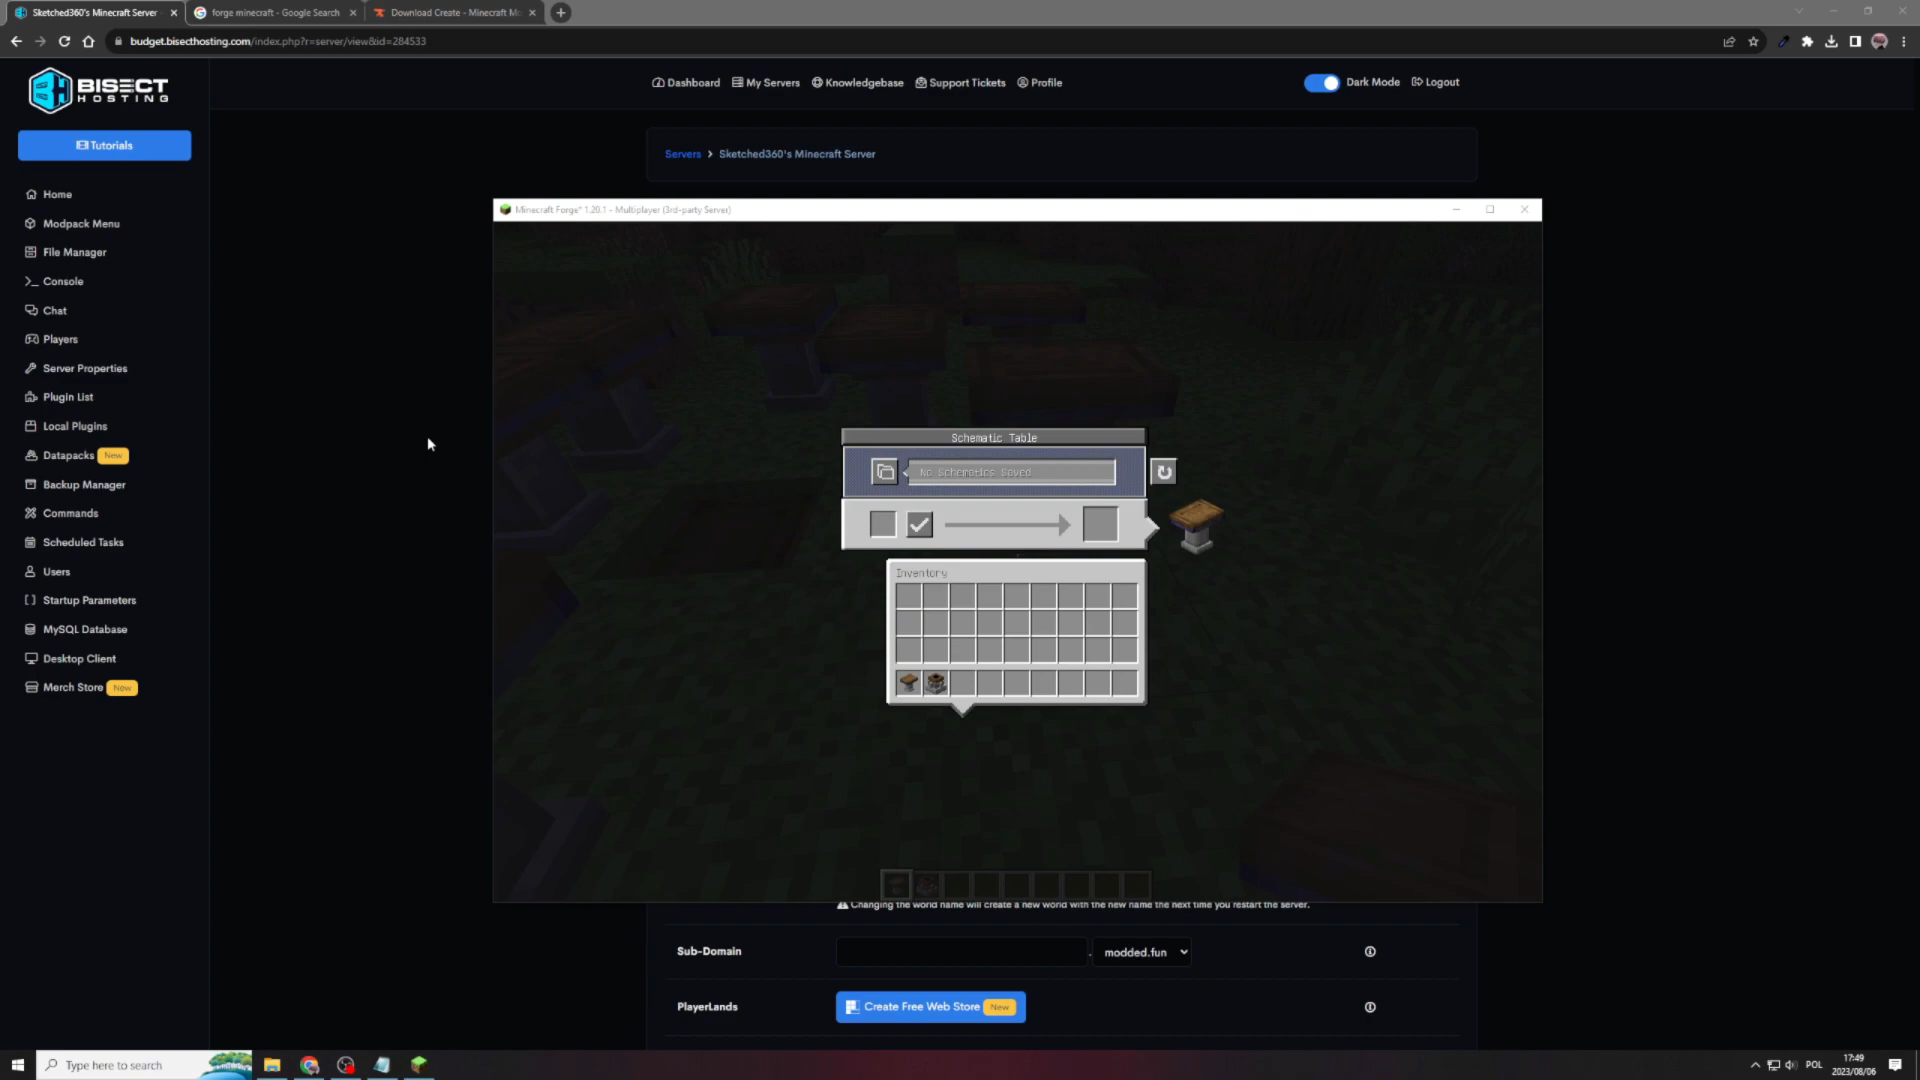 Sketched360's Minecraft Server
forge minecraft - Google Search
Download Create - Minecraft Mo
budget.bisecthosting.com/index.php?r=server/view&id=284533
BISECT
HOSTING
Dashboard
My Servers
Knowledgebase
Support Tickets
Profile
Dark Mode
Logout
Tutorials
Servers > Sketched360's Minecraft Server
Home
Modpack Menu
File Manager
Console
Chat
Players
Server Properties
Plugin List
Local Plugins
Datapacks New
Backup Manager
Commands
Scheduled Tasks
Users
Startup Parameters
MySQL Database
Desktop Client
Merch Store New
Minecraft Forge* 1.20.1 - Multiplayer (3rd-party Server)
Schematic Table
No Schematics Saved
Inventory
Changing the world name will create a new world with the new name the next time you restart the server.
Sub-Domain
. modded.fun
PlayerLands
Create Free Web Store New
Type here to search
POL
17:49
2023/08/06